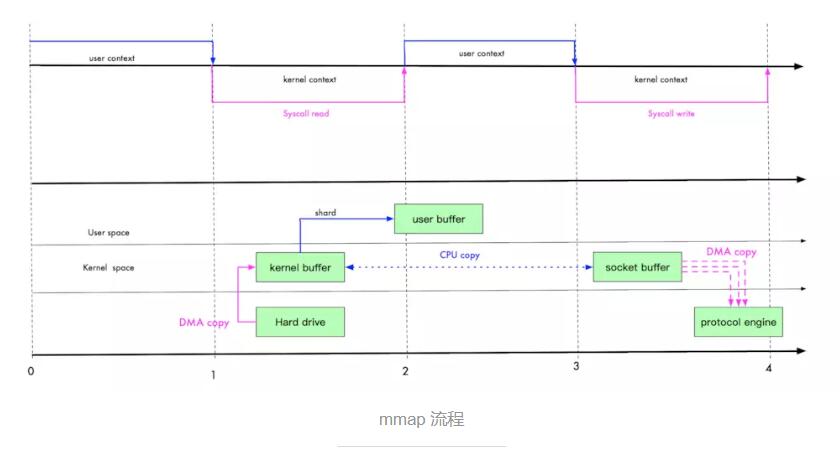 user context
user context
kernel context
kernel context
Syscall read
Syscall write
shard
user buffer
User space
Kernel space
kernel buffer
CPU copy
socket buffer
DMA copy
DMA copy
Hard drive
protocol engine
0
1
2
3
4
mmap 流程